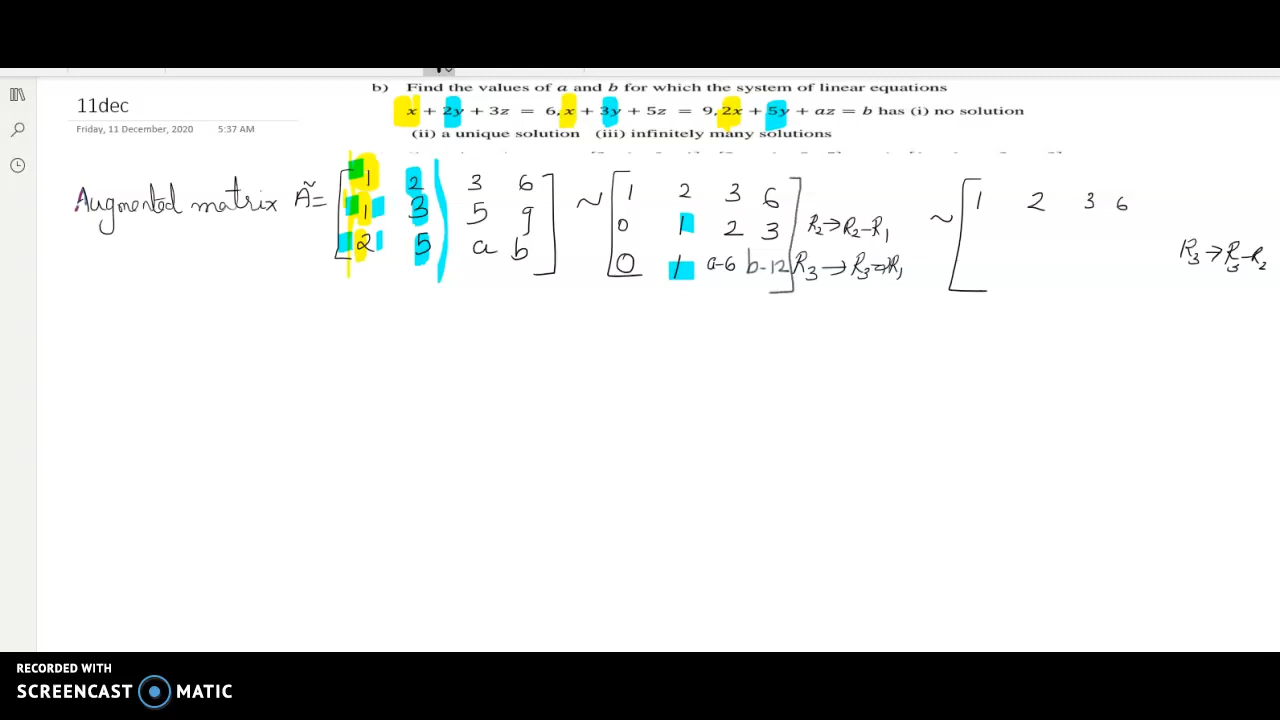 b) Find the values of a and b for which the system of linear equations
11dec
x + 2y + 3z = 6, x + 3y + 5z = 9, 2x + 5y + az = b has (i) no solution
Friday, 11 December, 2020 5:37 AM
(ii) a unique solution (iii) infinitely many solutions
Augmented matrix Ã = [ 1 2 3 6 ~ [ 1 2 3 6 ] ~ [ 1 2 3 6
1 3 5 9 0 1 2 3 R2→R2-R1
2 5 a b ] 0 1 a-6 b-12 R3→ R3→R3-R2
RECORDED WITH
SCREENCAST MATIC